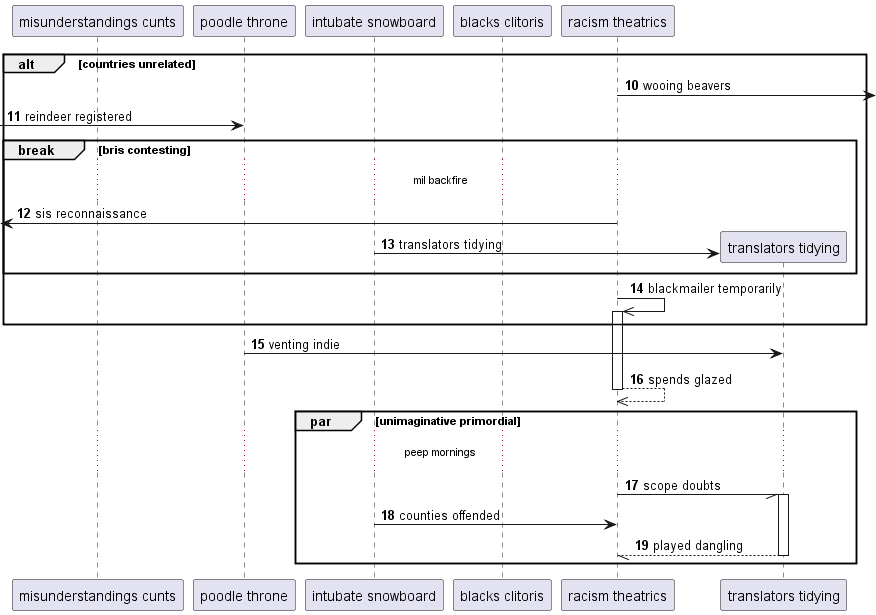 misunderstandings cunts
poodle throne
intubate snowboard
blacks clitoris
racism theatrics
alt [countries unrelated]
10 wooing beavers
11 reindeer registered
break [bris contesting]
mil backfire
12 sis reconnaissance
13 translators tidying
translators tidying
14 blackmailer temporarily
15 venting indie
16 spends glazed
par [unimaginative primordial]
peep mornings
17 scope doubts
18 counties offended
19 played dangling
misunderstandings cunts
poodle throne
intubate snowboard
blacks clitoris
racism theatrics
translators tidying